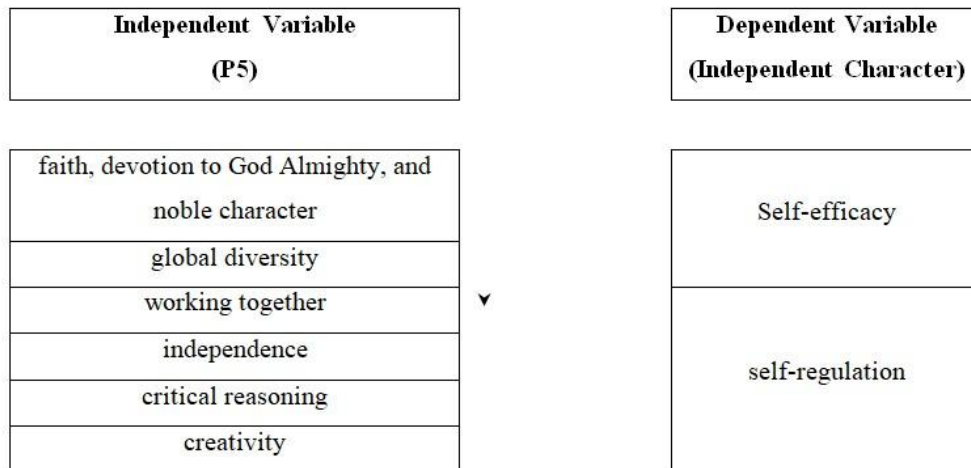 Independent Variable
(P5)
Dependent Variable
(Independent Character)
faith, devotion to God Almighty, and
noble character
global diversity
working together
independence
critical reasoning
creativity
Self-efficacy
self-regulation